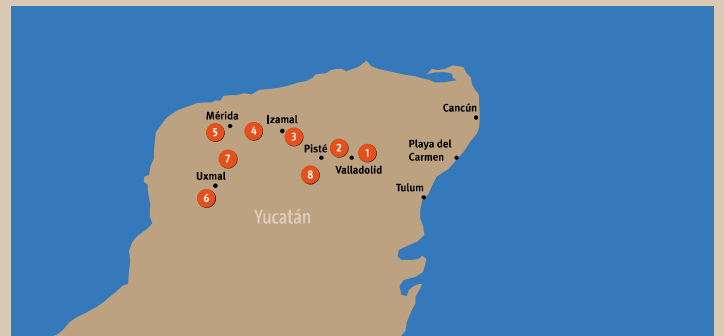 Cancún
Mérida
Izamal
5
4
3
Playa del
Carmen
Pisté
2
1
7
Valladolid
8
Uxmal
6
Tulum
Yucatán